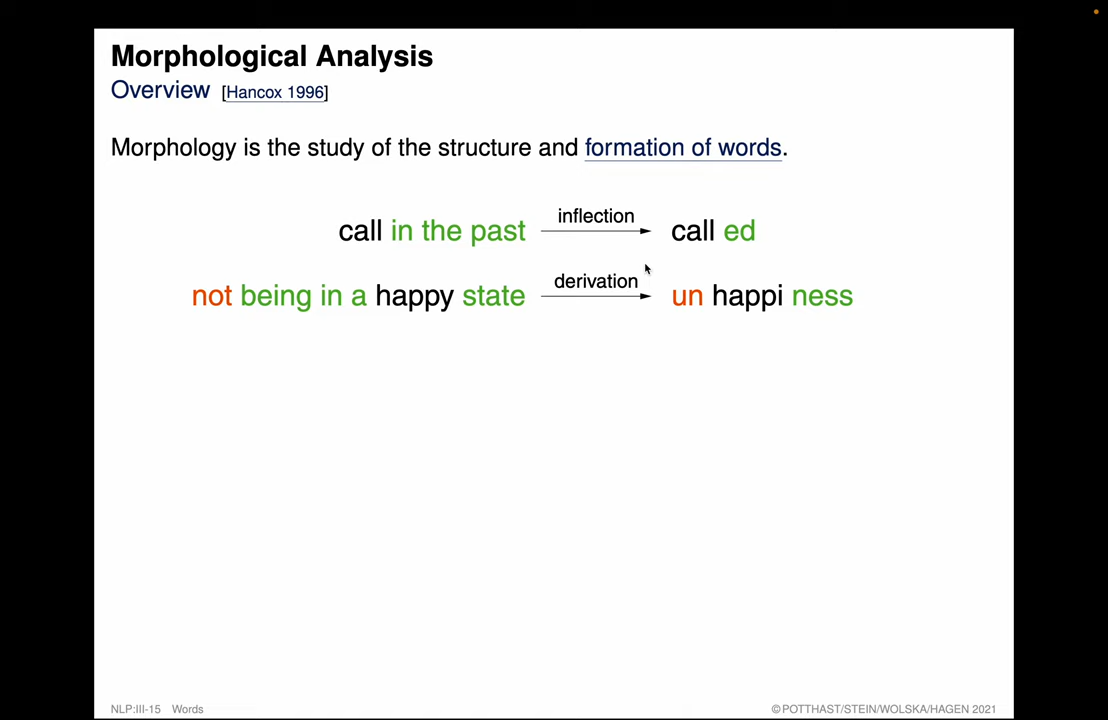 Morphological Analysis
Overview [Hancox 1996]
Morphology is the study of the structure and formation of words.
call in the past inflection call ed
not being in a happy state derivation un happi ness
NLP:III-15 Words ©POTTHAST/STEIN/WOLSKA/HAGEN 2021